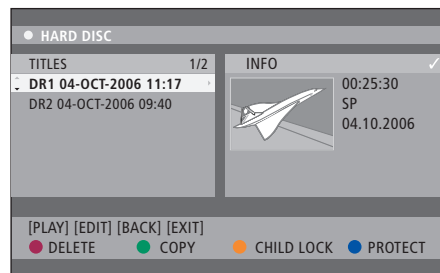 HARD DISC
TITLES 1/2
DR1 04-OCT-2006 11:17
DR2 04-OCT-2006 09:40
INFO
00:25:30
SP
04.10.2006
[PLAY] [EDIT] [BACK] [EXIT]
DELETE COPY CHILD LOCK PROTECT